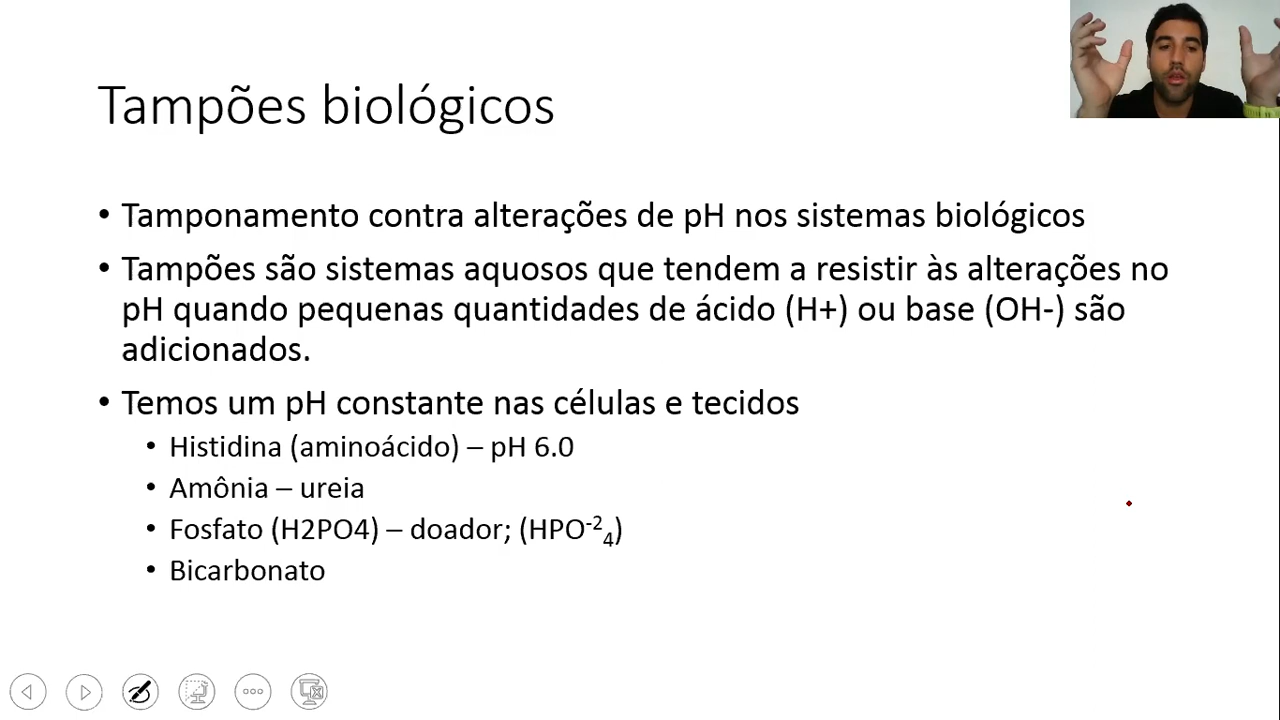 Tampões biológicos
• Tamponamento contra alterações de pH nos sistemas biológicos
• Tampões são sistemas aquosos que tendem a resistir às alterações no
pH quando pequenas quantidades de ácido (H+) ou base (OH-) são
adicionados.
• Temos um pH constante nas células e tecidos
• Histidina (aminoácido) – pH 6.0
• Amônia – ureia
• Fosfato (H2PO4) – doador; (HPO⁻²₄)
• Bicarbonato